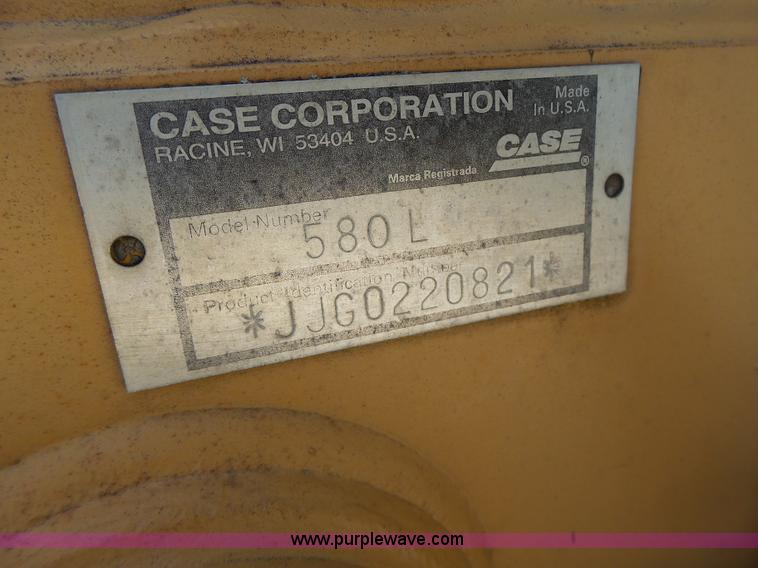 CASE CORPORATION
RACINE, WI 53404 U.S.A.
Made
In U.S.A.
CASE®
Marca Registrada
Model Number
580L
Product Identification Number
*JJG0220821*
www.purplewave.com